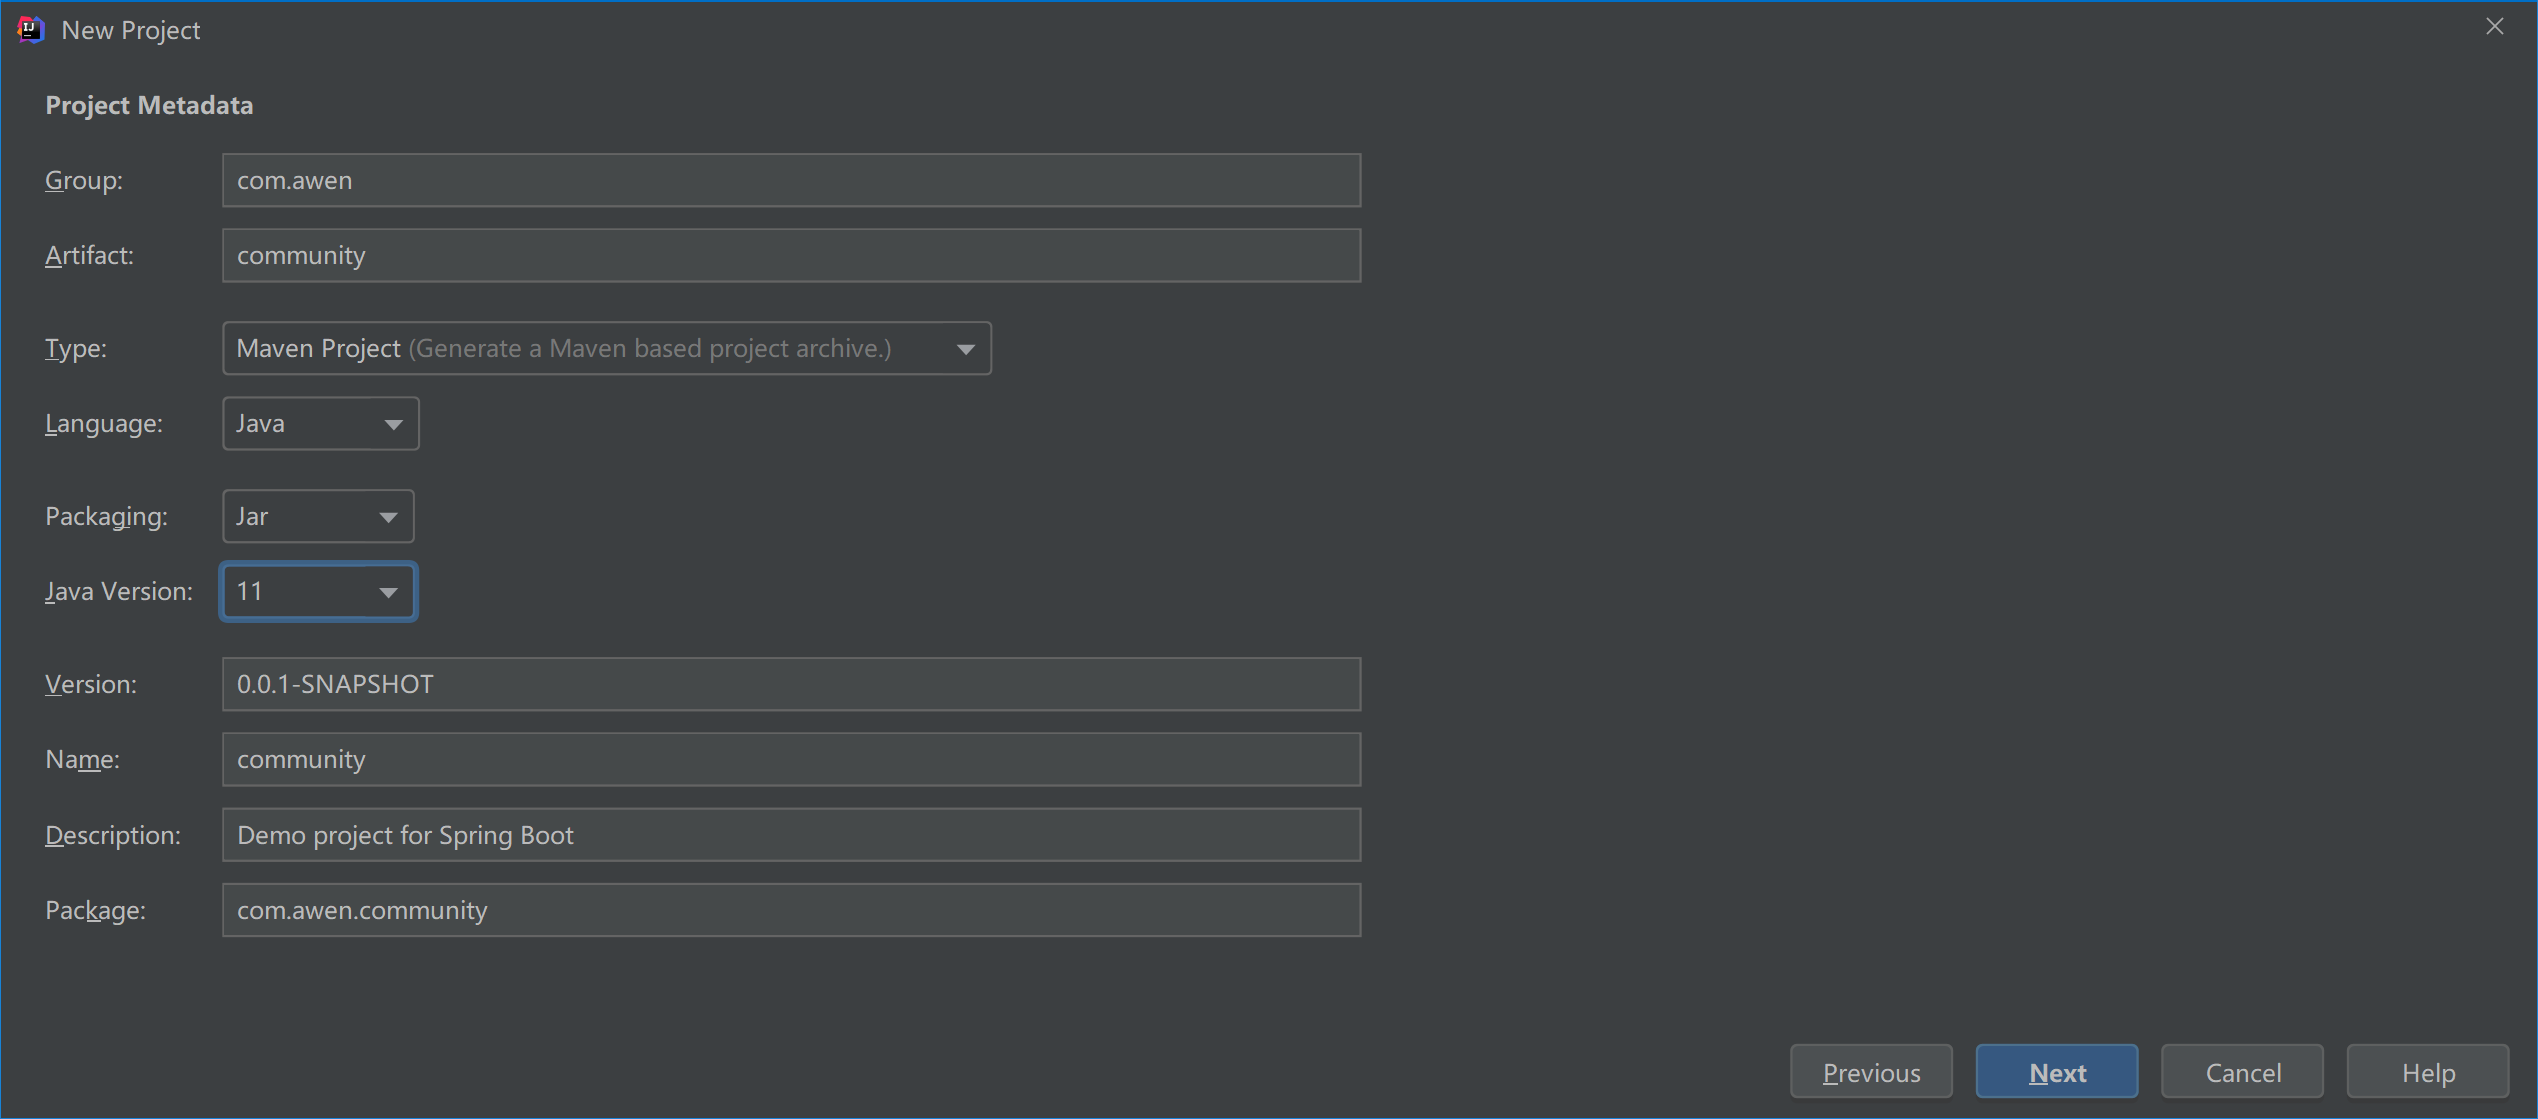 IJ
New Project
Project Metadata
Group: com.awen
Artifact: community
Type: Maven Project (Generate a Maven based project archive.)
Language: Java
Packaging: Jar
Java Version: 11
Version: 0.0.1-SNAPSHOT
Name: community
Description: Demo project for Spring Boot
Package: com.awen.community
Previous Next Cancel Help